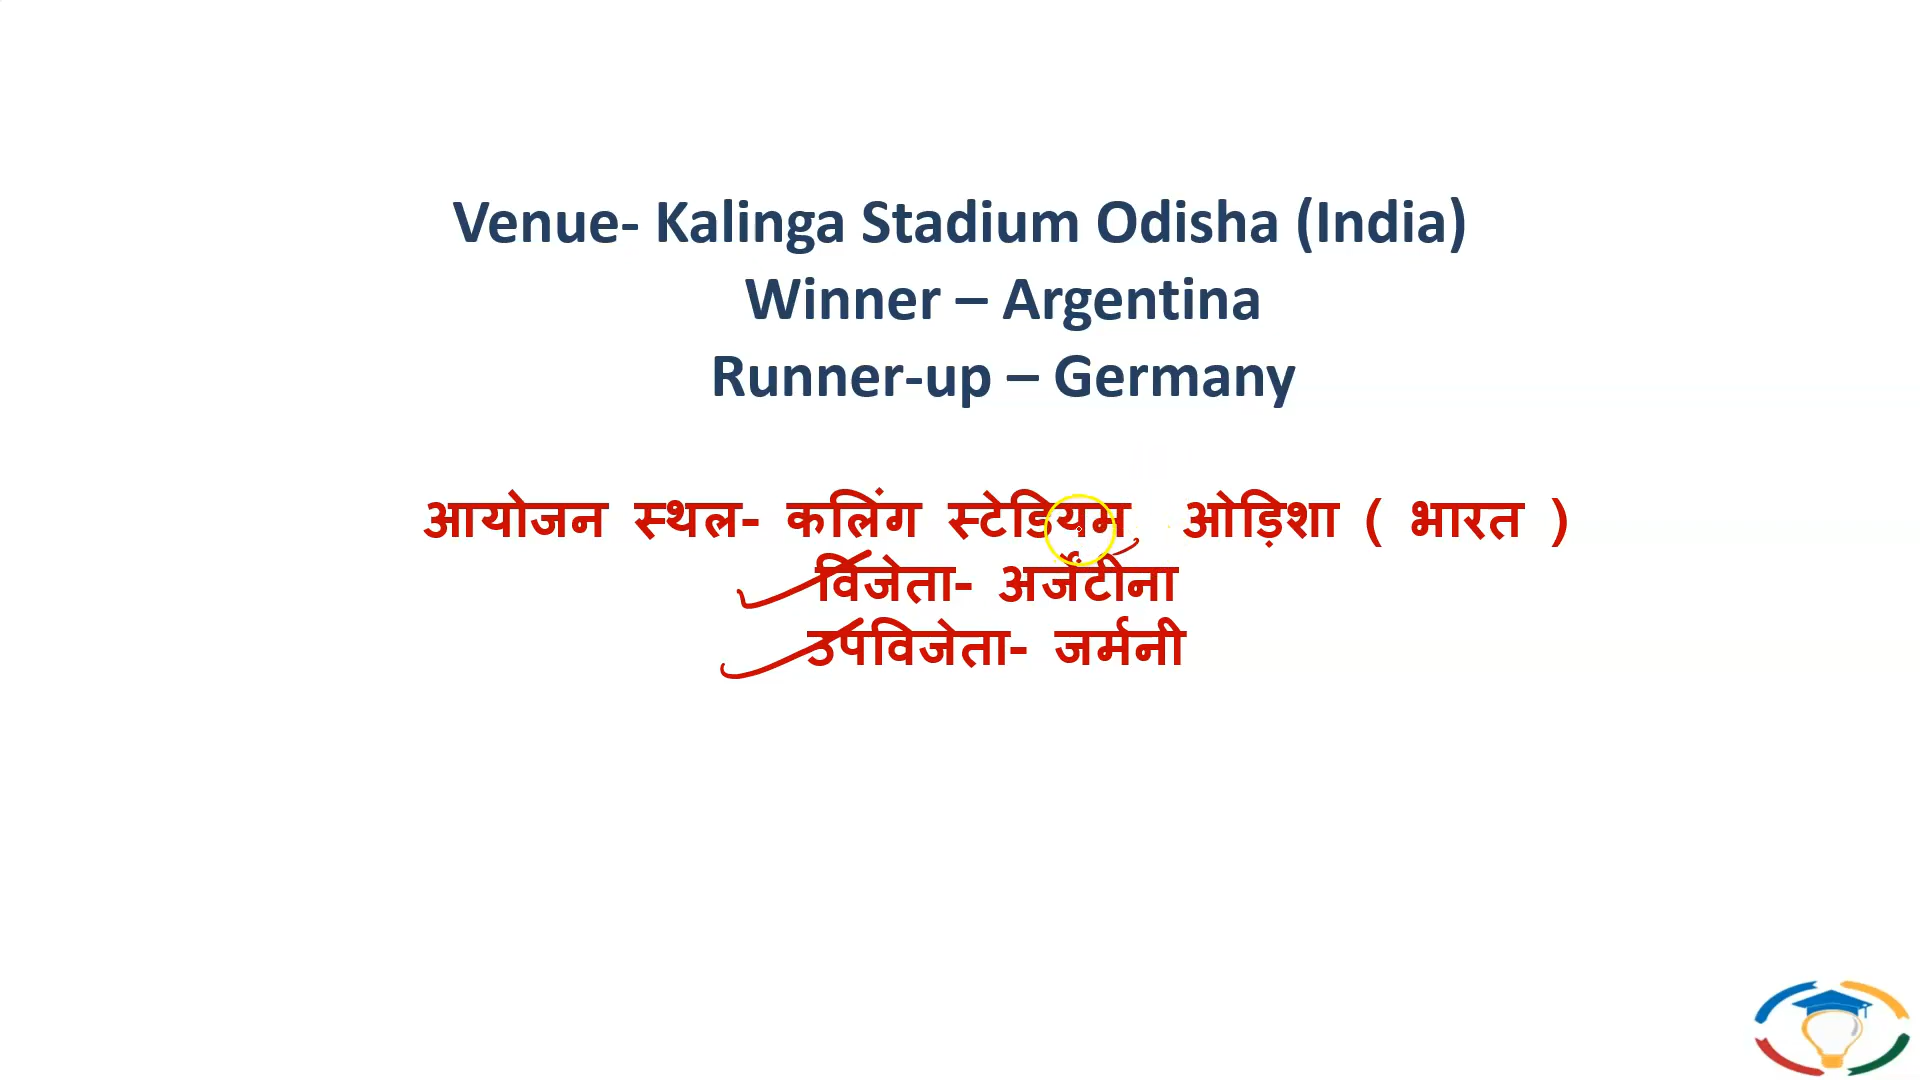 Venue- Kalinga Stadium Odisha (India)
Winner – Argentina
Runner-up – Germany
आयोजन स्थल- कलिंग स्टेडियम, ओड़िशा ( भारत )
विजेता- अर्जेंटीना
उपविजेता- जर्मनी